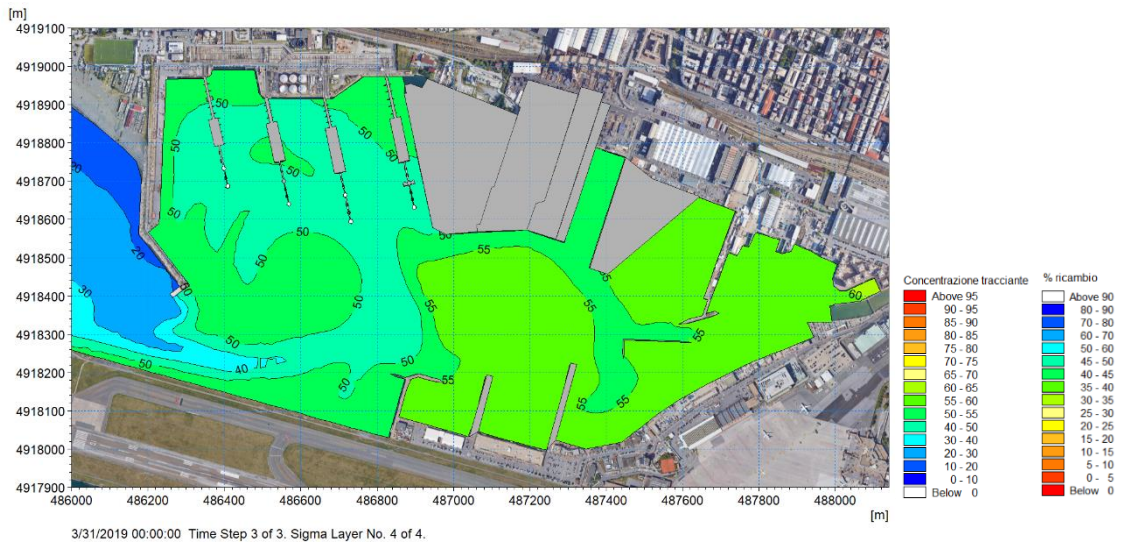 [m]
4919100
4919000
4918900
4918800
4918700
4918600
4918500
4918400
4918300
4918200
4918100
4918000
4917900
50
50
50
50
50
50
20
50
50
55
20
50
50
60
30
55
55
40
50
50
55
50
55
55
486000 486200 486400 486600 486800 487000 487200 487400 487600 487800 488000
[m]
3/31/2019 00:00:00 Time Step 3 of 3. Sigma Layer No. 4 of 4.
Concentrazione tracciante
Above 95
90 - 95
85 - 90
80 - 85
75 - 80
70 - 75
65 - 70
60 - 65
55 - 60
50 - 55
40 - 50
30 - 40
20 - 30
10 - 20
0 - 10
Below 0
% ricambio
Above 90
80 - 90
70 - 80
60 - 70
50 - 60
45 - 50
40 - 45
35 - 40
30 - 35
25 - 30
20 - 25
15 - 20
10 - 15
5 - 10
0 - 5
Below 0